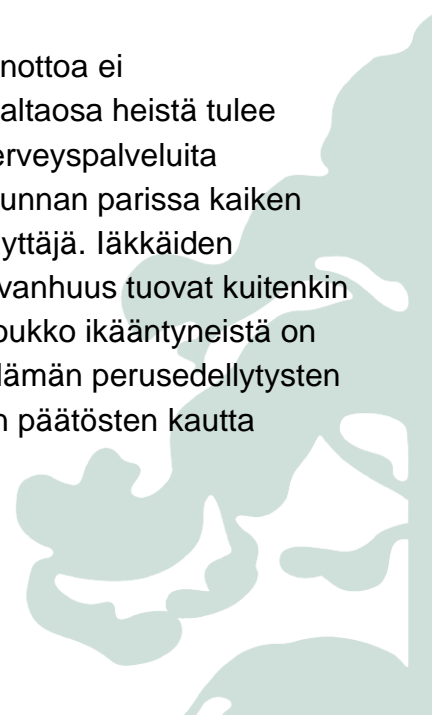 nottoa ei
altaosa heistä tulee
erveyspalveluita
unnan parissa kaiken
yttäjä. Iäkkäiden
vanhuus tuovat kuitenkin
oukko ikääntyneistä on
lämän perusedellytysten
n päätösten kautta